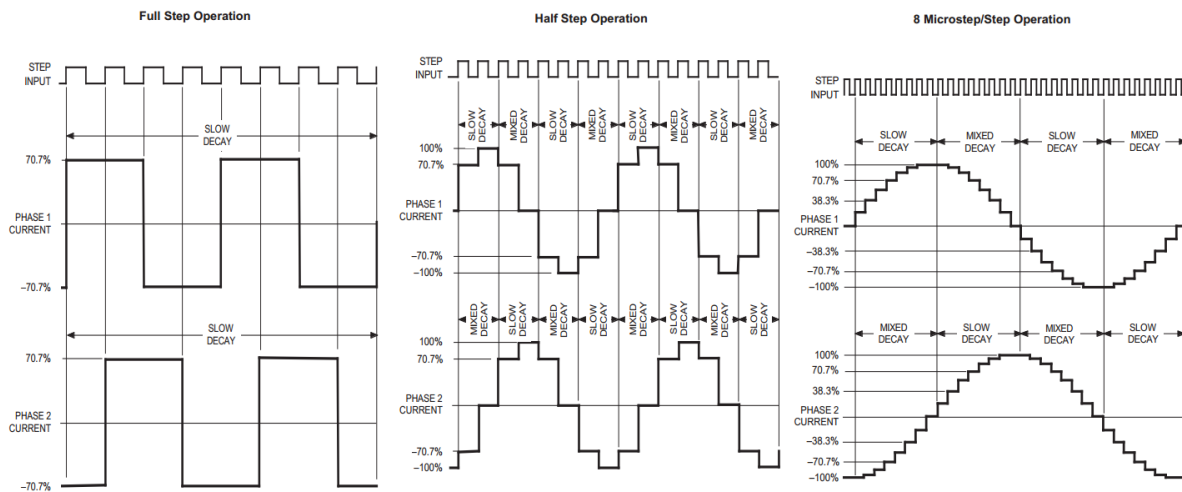 Full Step Operation
STEP
INPUT
SLOW
DECAY
70.7%
PHASE 1
CURRENT
–70.7%
SLOW
DECAY
70.7%
PHASE 2
CURRENT
–70.7%
Half Step Operation
STEP
INPUT
SLOW
DECAY
MIXED
DECAY
SLOW
DECAY
MIXED
DECAY
SLOW
DECAY
MIXED
DECAY
SLOW
DECAY
MIXED
DECAY
100%
70.7%
PHASE 1
CURRENT
–70.7%
–100%
MIXED
DECAY
SLOW
DECAY
MIXED
DECAY
SLOW
DECAY
MIXED
DECAY
SLOW
DECAY
MIXED
DECAY
SLOW
DECAY
100%
70.7%
PHASE 2
CURRENT
–70.7%
–100%
8 Microstep/Step Operation
STEP
INPUT
SLOW
DECAY
MIXED
DECAY
SLOW
DECAY
MIXED
DECAY
100%
70.7%
38.3%
PHASE 1
CURRENT
–38.3%
–70.7%
–100%
MIXED
DECAY
SLOW
DECAY
MIXED
DECAY
SLOW
DECAY
100%
70.7%
38.3%
PHASE 2
CURRENT
–38.3%
–70.7%
–100%